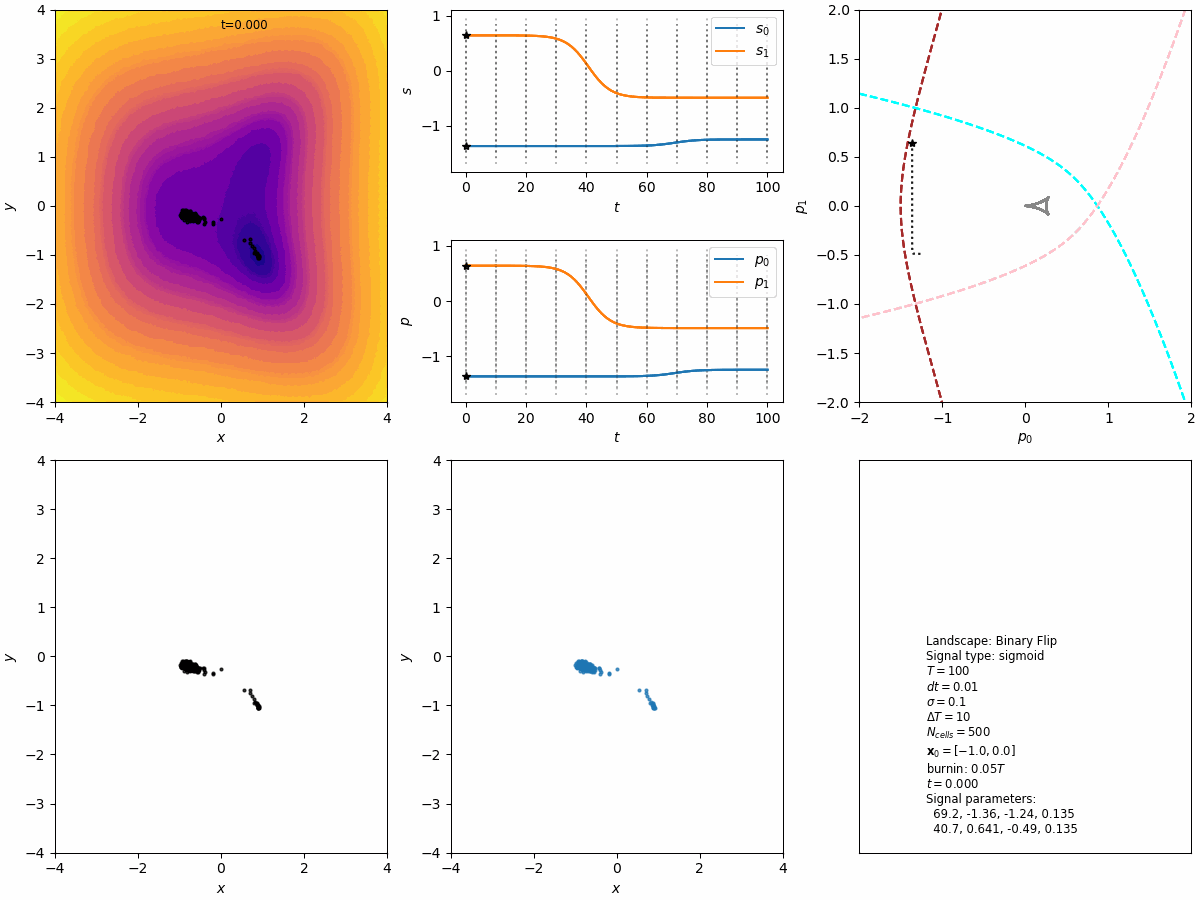 t=0.000
4
3
2
1
0
−1
−2
−3
−4
y
−4
−2
0
2
4
x
1
0
−1
s
s0
s1
0
20
40
60
80
100
t
1
0
−1
p
p0
p1
0
20
40
60
80
100
t
2.0
1.5
1.0
0.5
0.0
−0.5
−1.0
−1.5
−2.0
p1
−2
−1
0
1
2
p0
4
3
2
1
0
−1
−2
−3
−4
y
−4
−2
0
2
4
x
4
3
2
1
0
−1
−2
−3
−4
y
−4
−2
0
2
4
x
Landscape: Binary Flip
Signal type: sigmoid
T = 100
dt = 0.01
σ = 0.1
ΔT = 10
Ncells = 500
x0 = [−1.0, 0.0]
burnin: 0.05T
t = 0.000
Signal parameters:
69.2, -1.36, -1.24, 0.135
40.7, 0.641, -0.49, 0.135